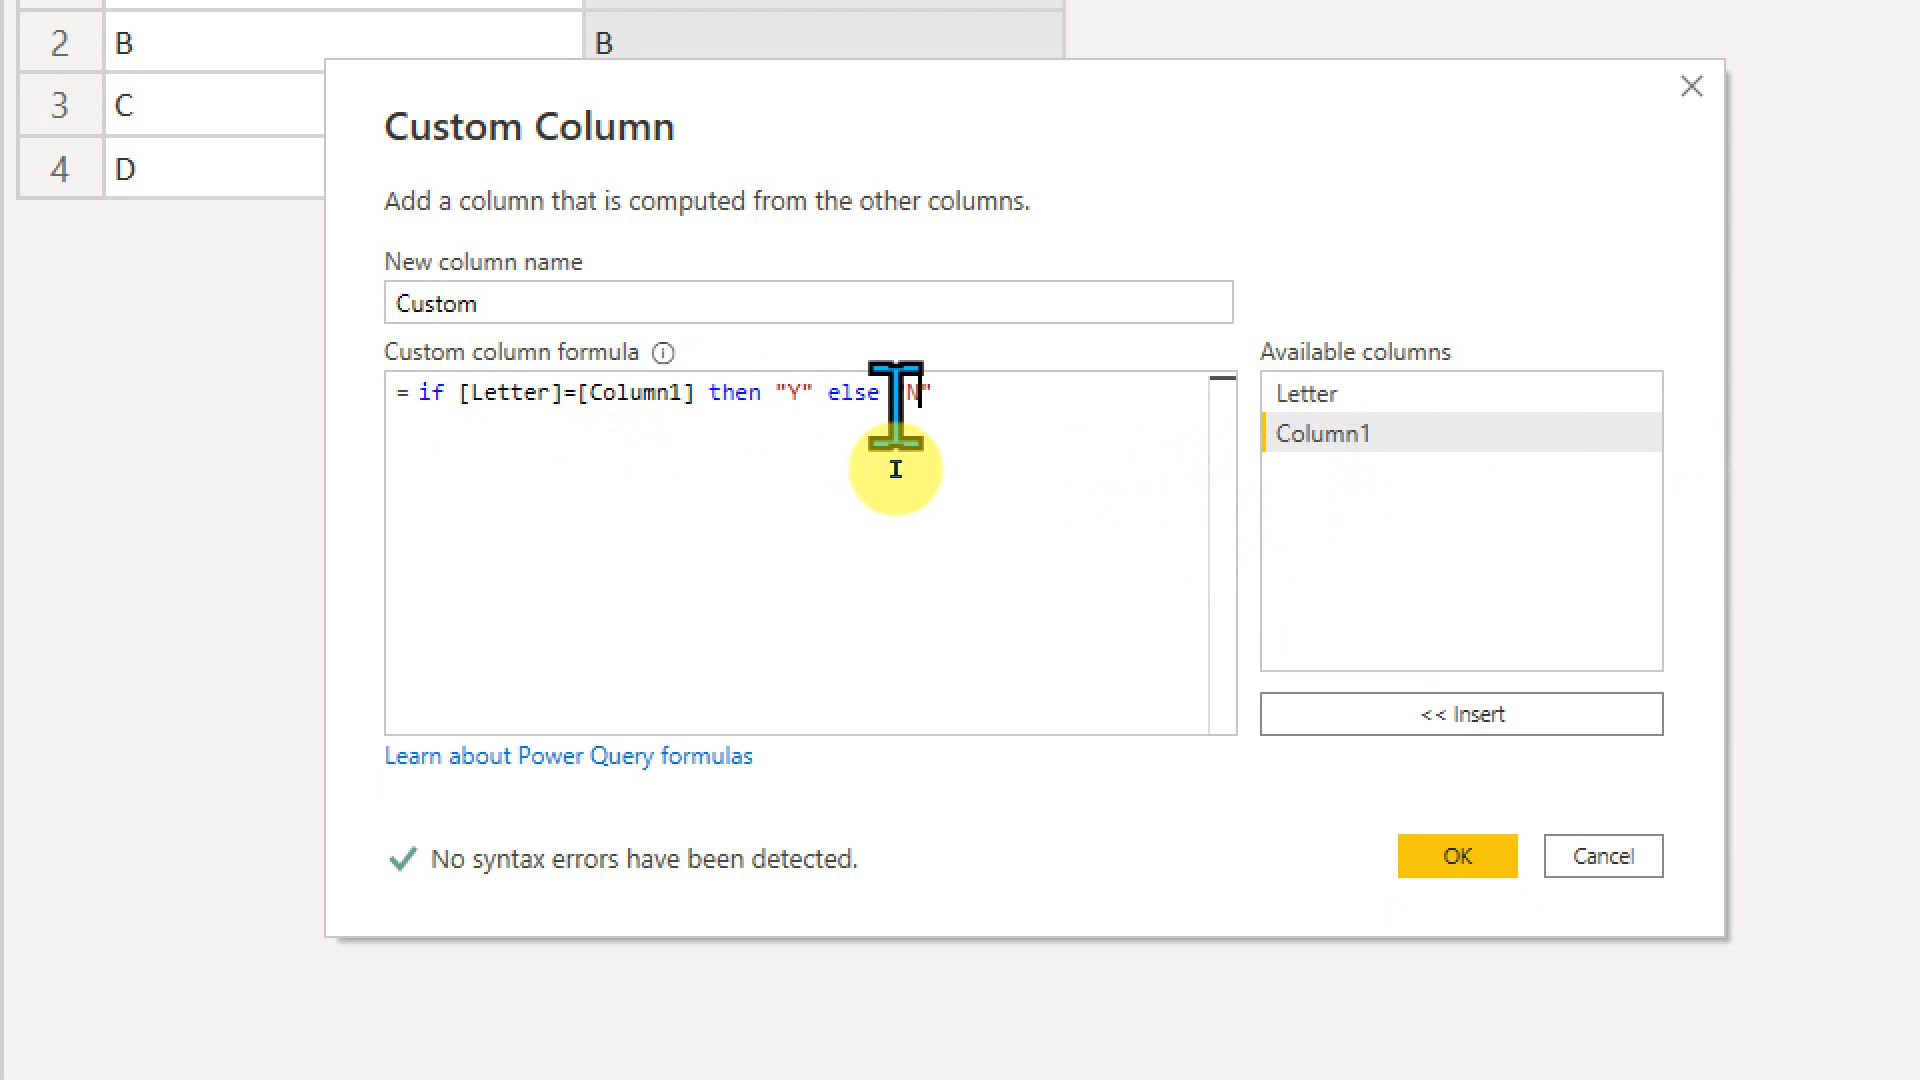 2 B B
3 C
4 D
Custom Column
Add a column that is computed from the other columns.
New column name
Custom
Custom column formula
Available columns
= if [Letter]=[Column1] then "Y" else "N"
Letter
Column1
<< Insert
Learn about Power Query formulas
No syntax errors have been detected.
OK
Cancel